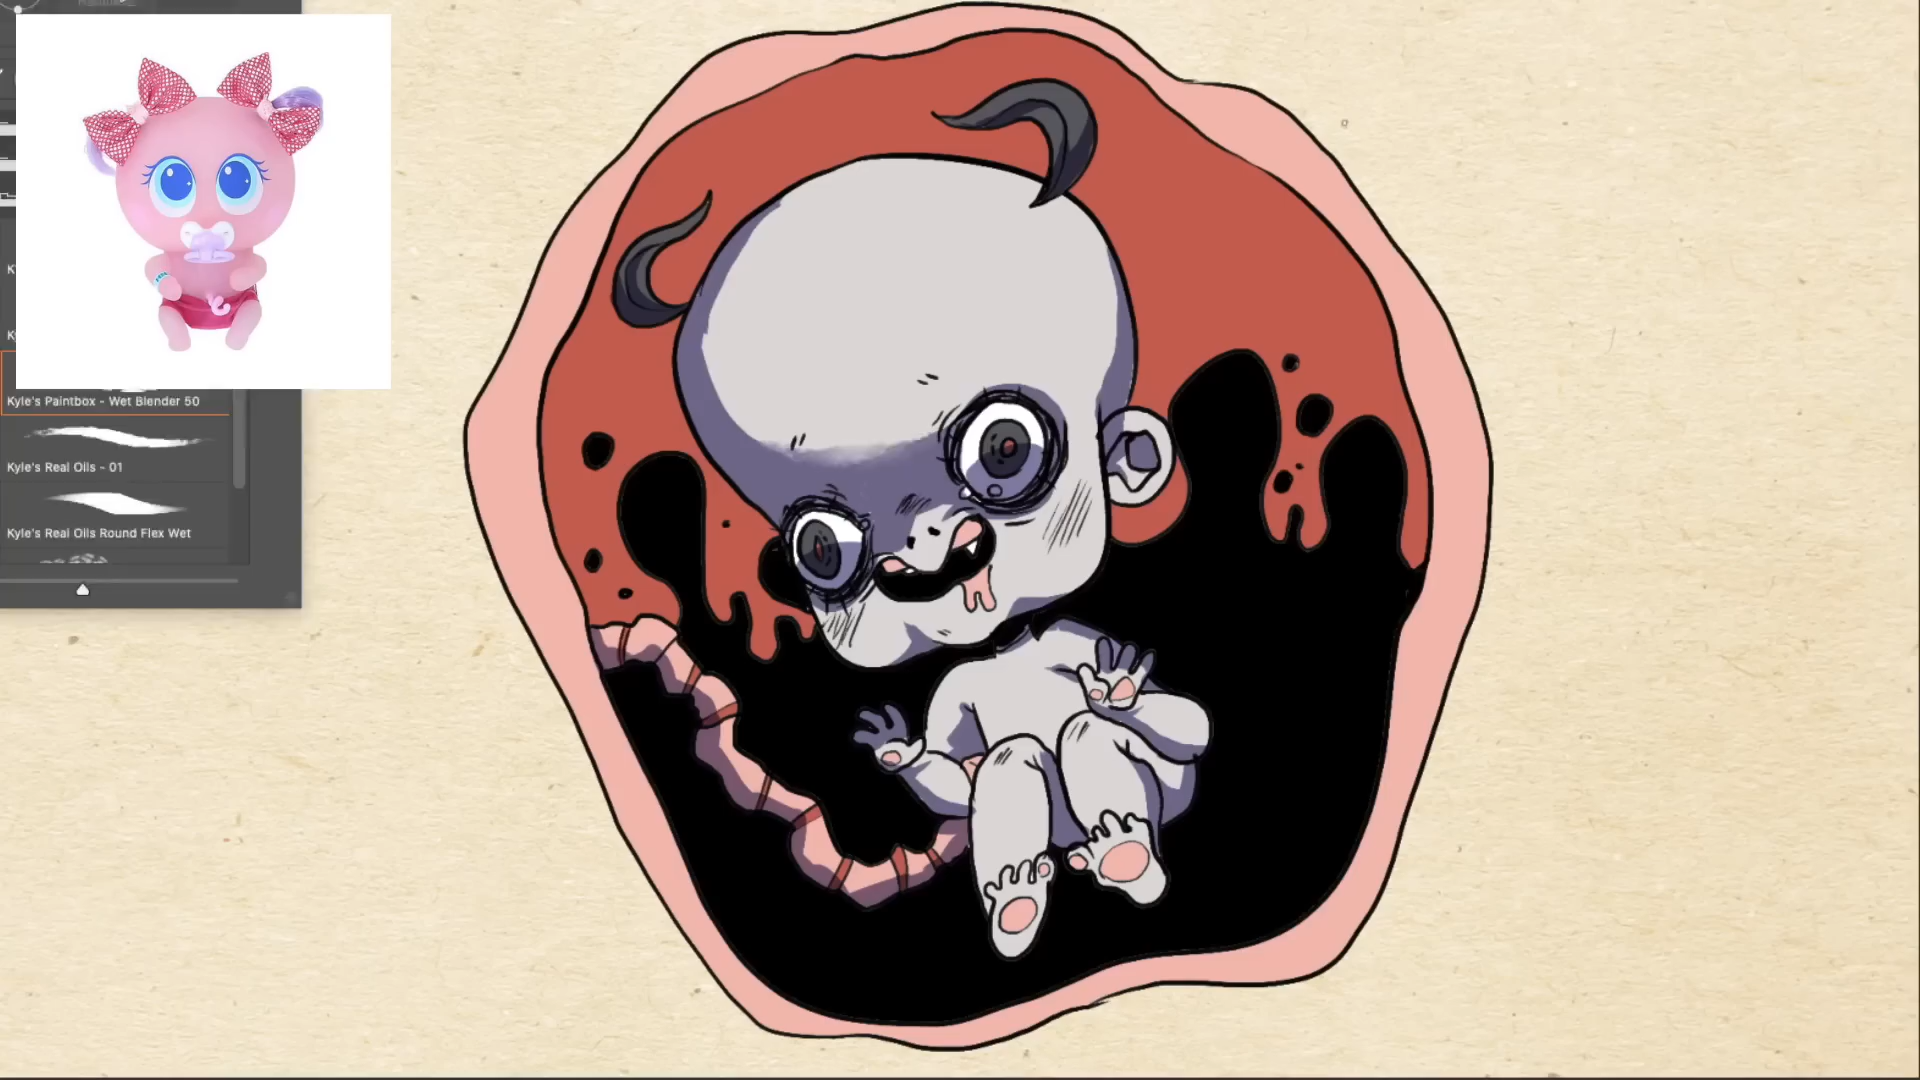 K
K
Kyle's Paintbox - Wet Blender 50
Kyle's Real Oils - 01
Kyle's Real Oils Round Flex Wet